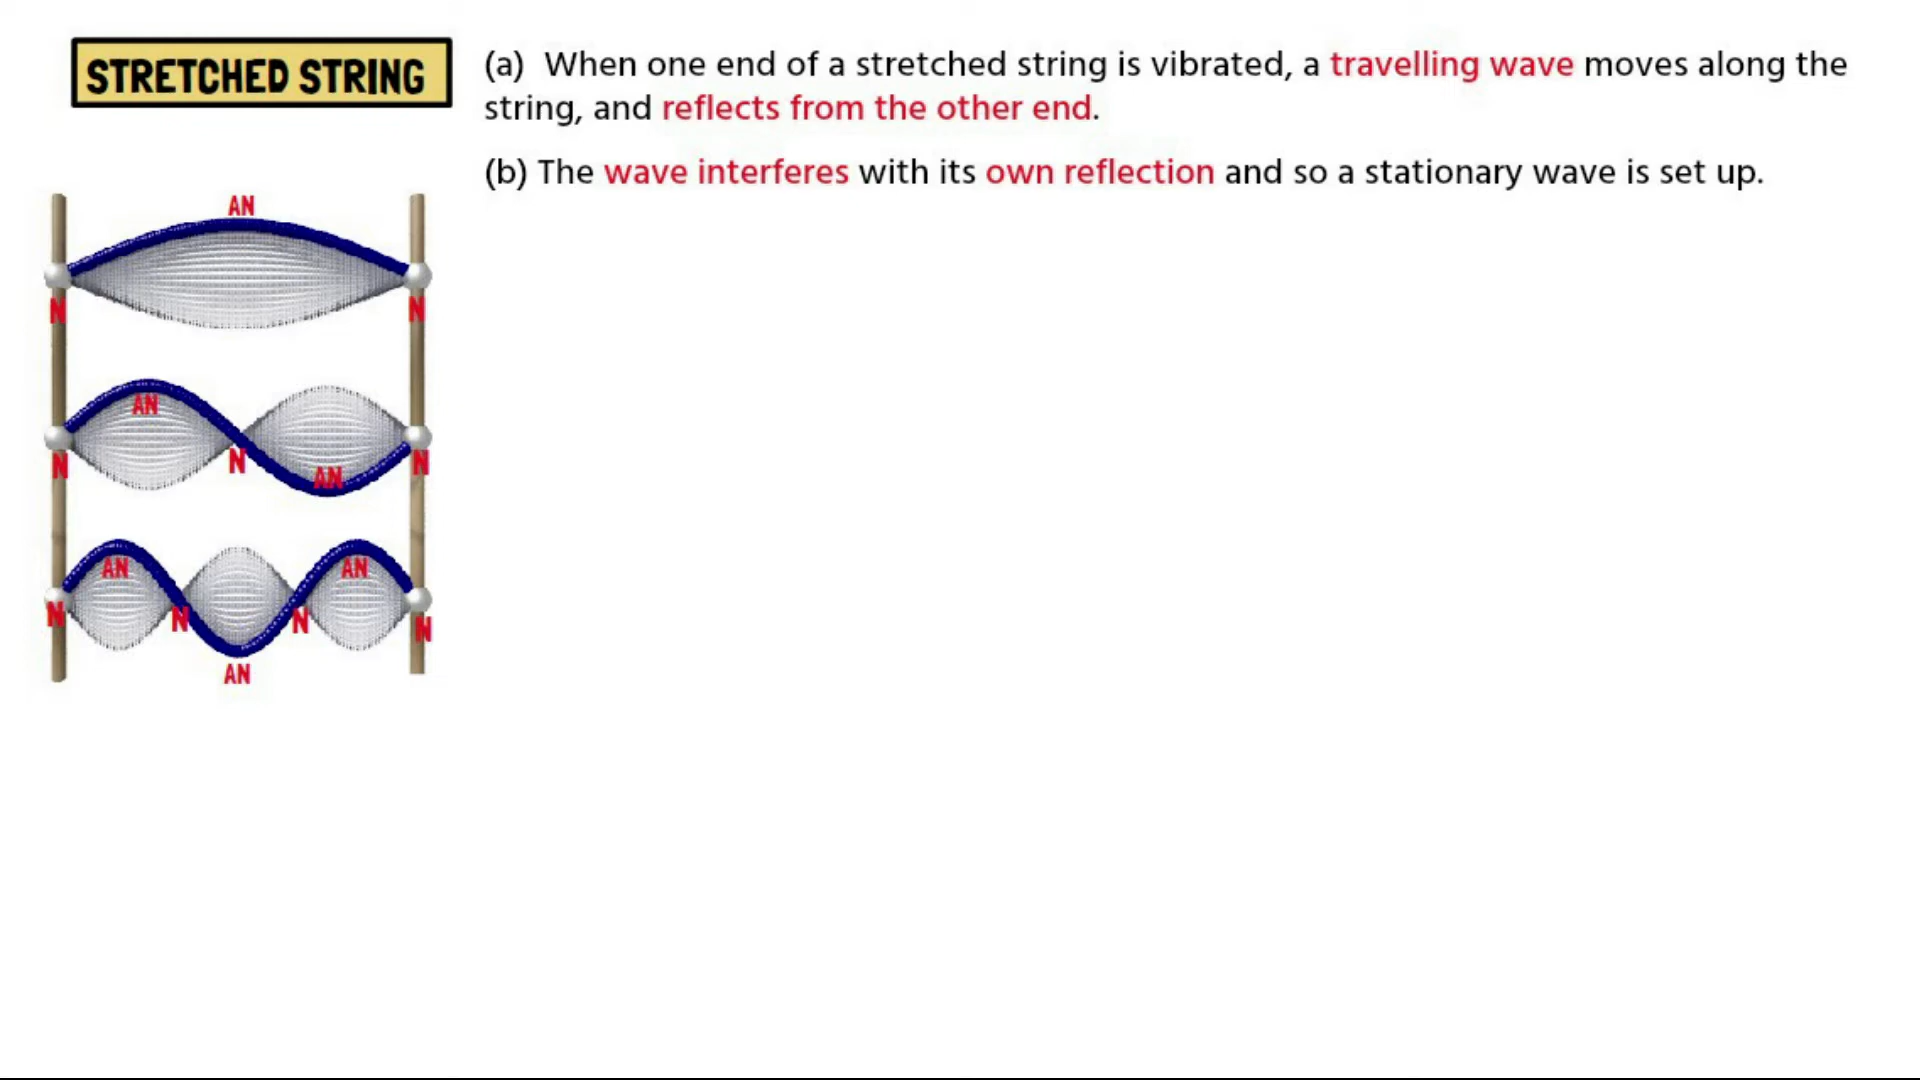 STRETCHED STRING
(a) When one end of a stretched string is vibrated, a travelling wave moves along the
string, and reflects from the other end.
(b) The wave interferes with its own reflection and so a stationary wave is set up.
AN
N N
AN
N N AN N
AN AN
N N N N
AN